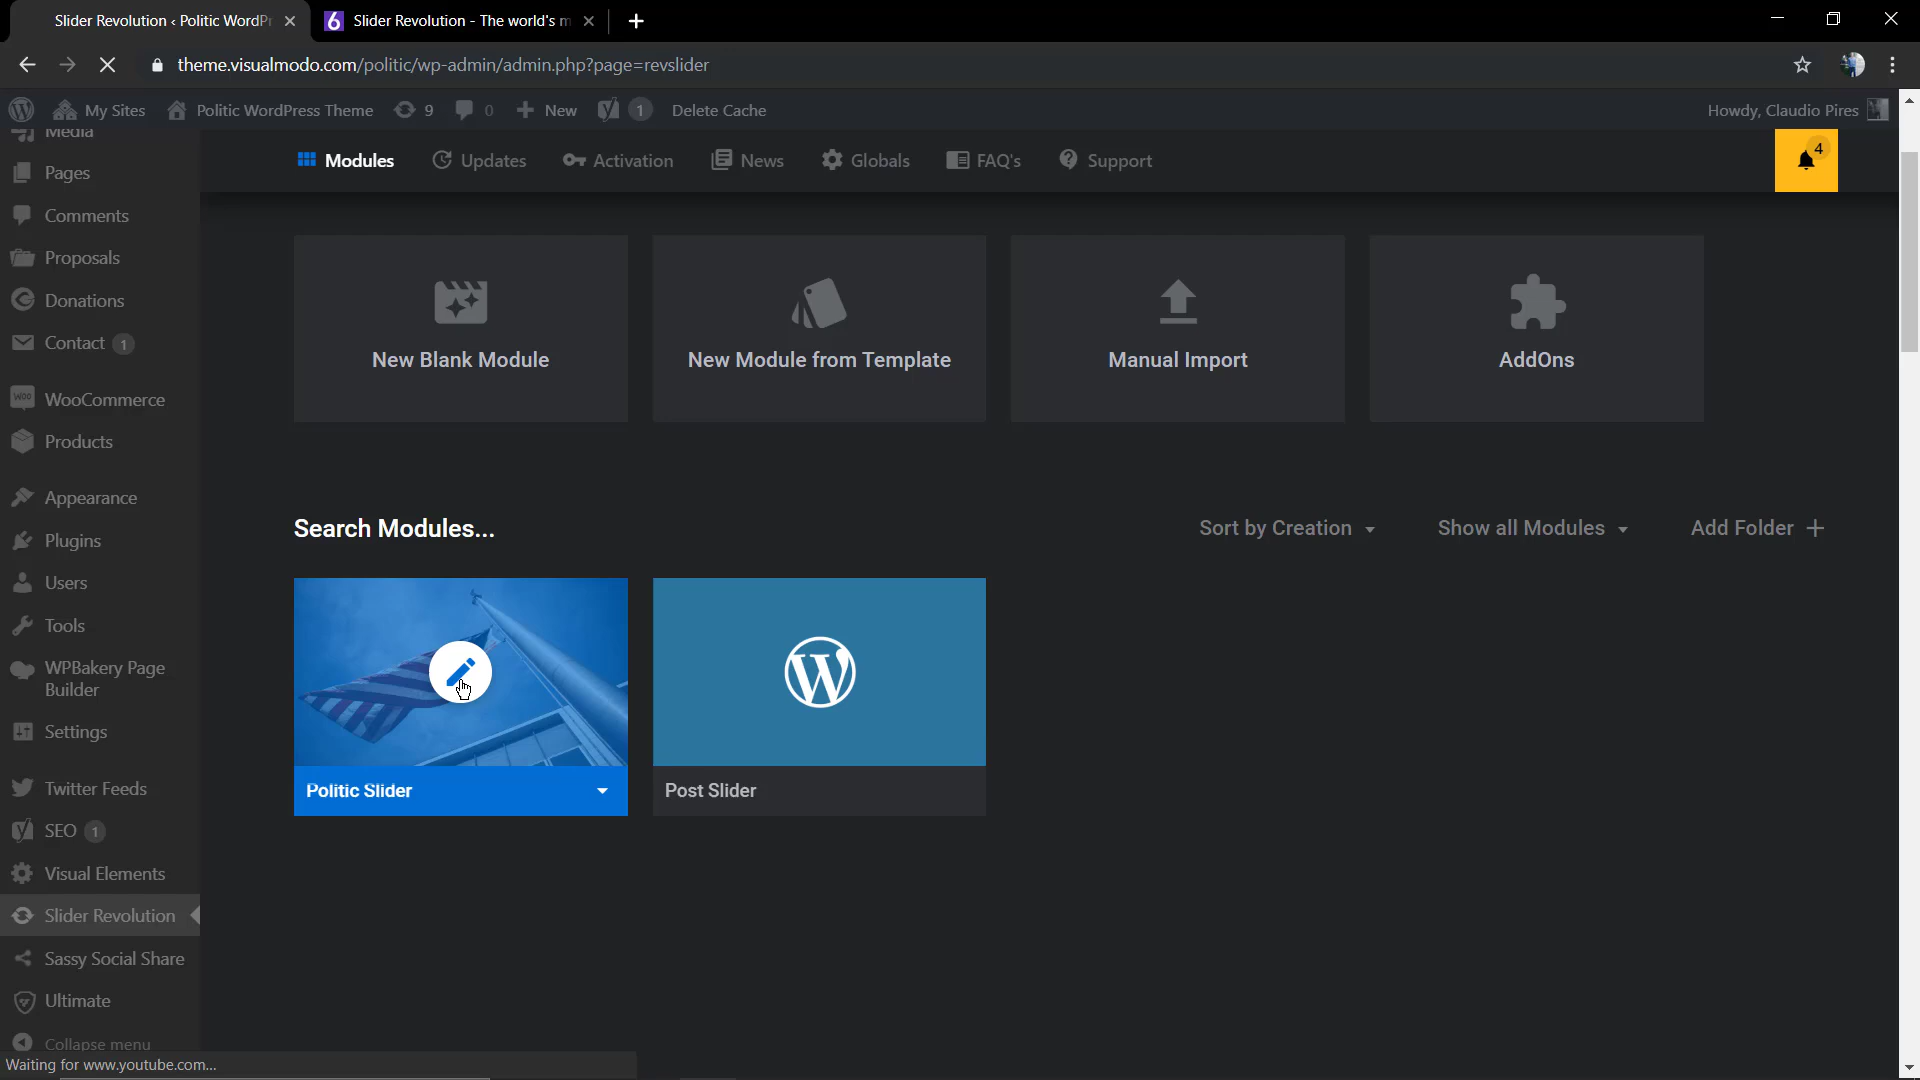 Slider Revolution ‹ Politic WordPr
6 Slider Revolution - The world's m
theme.visualmodo.com/politic/wp-admin/admin.php?page=revslider
My Sites
Politic WordPress Theme
9
0
New
1
Delete Cache
Howdy, Claudio Pires
Media
Pages
Comments
Proposals
Donations
Contact 1
WooCommerce
Products
Appearance
Plugins
Users
Tools
WPBakery Page
Builder
Settings
Twitter Feeds
SEO 1
Visual Elements
Slider Revolution
Sassy Social Share
Ultimate
Collapse menu
Modules
Updates
Activation
News
Globals
FAQ's
Support
4
New Blank Module
New Module from Template
Manual Import
AddOns
Search Modules...
Sort by Creation
Show all Modules
Add Folder +
Politic Slider
Post Slider
Waiting for www.youtube.com...